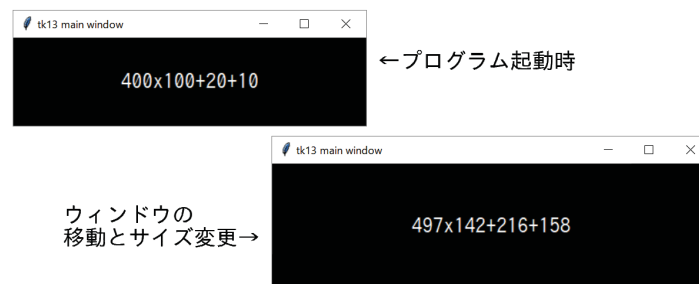 tk13 main window
400x100+20+10
←プログラム起動時
tk13 main window
497x142+216+158
ウィンドウの
移動とサイズ変更→